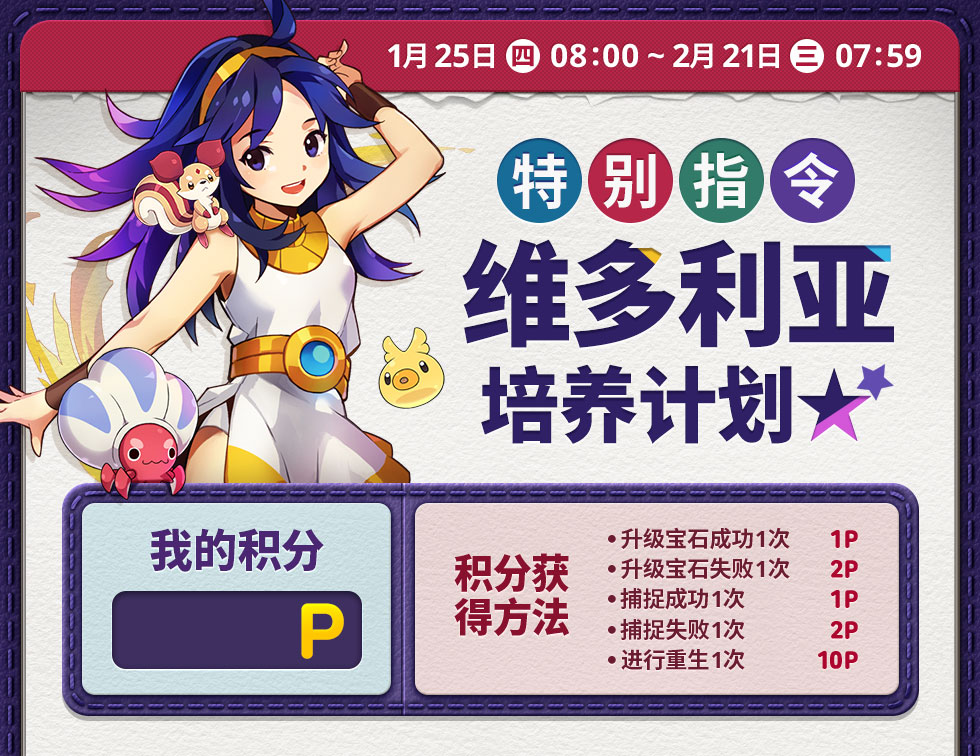 1月25日 四 08:00 ~ 2月21日 三 07:59
特别指令
维多利亚
培养计划★
我的积分
P
积分获
得方法
•升级宝石成功1次 1P
•升级宝石失败1次 2P
•捕捉成功1次 1P
•捕捉失败1次 2P
•进行重生1次 10P